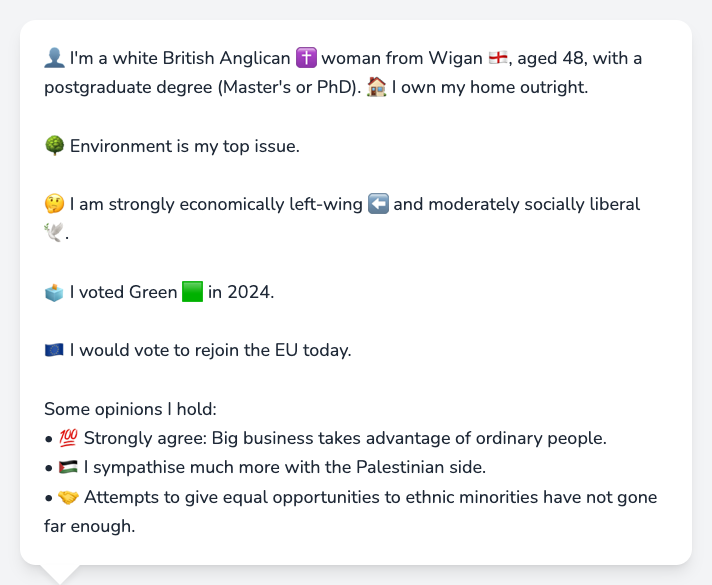 👤 I'm a white British Anglican ✝️ woman from Wigan 🏴󠁧󠁢󠁥󠁮󠁧󠁿, aged 48, with a
postgraduate degree (Master's or PhD). 🏠 I own my home outright.
🌳 Environment is my top issue.
🤔 I am strongly economically left-wing ⬅️ and moderately socially liberal
🕊️.
🗳️ I voted Green 🟩 in 2024.
🇪🇺 I would vote to rejoin the EU today.
Some opinions I hold:
• 💯 Strongly agree: Big business takes advantage of ordinary people.
• 🇵🇸 I sympathise much more with the Palestinian side.
• 🤝 Attempts to give equal opportunities to ethnic minorities have not gone
far enough.